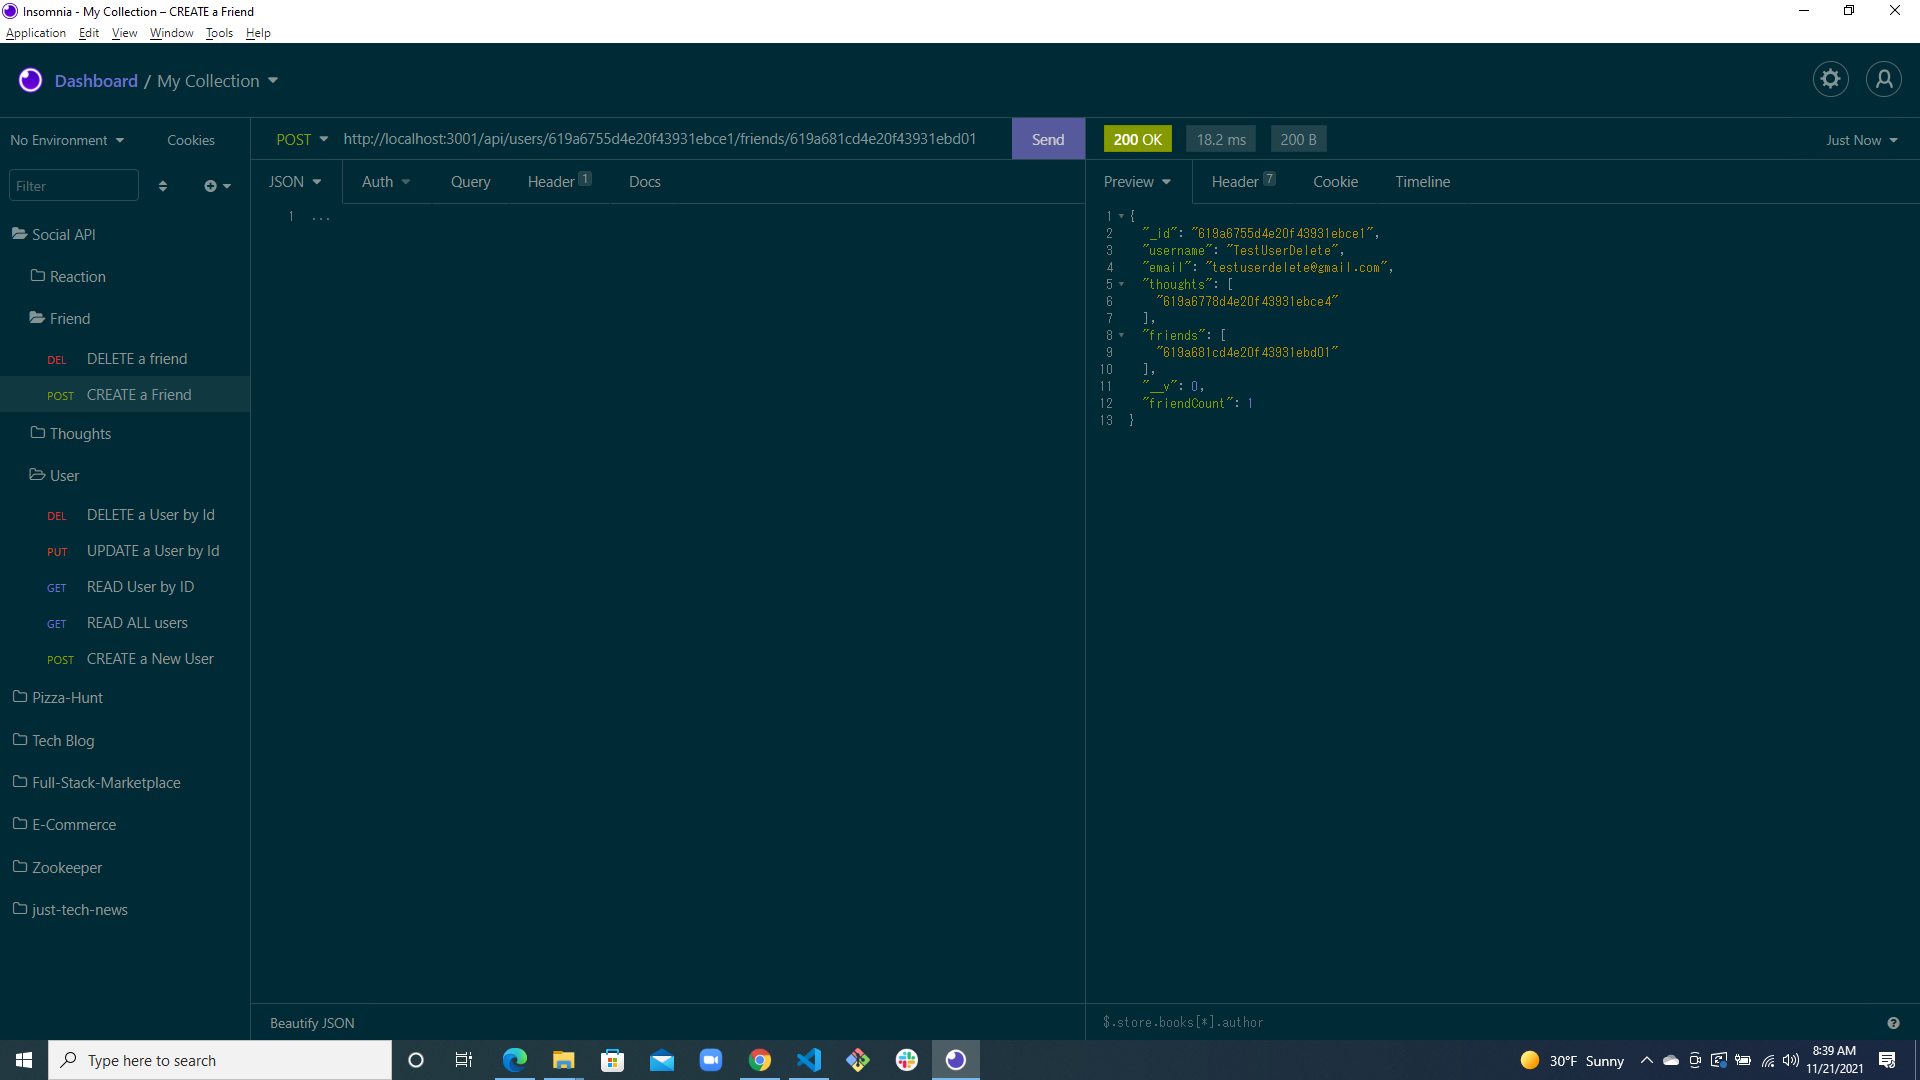 Insomnia - My Collection – CREATE a Friend
Application Edit View Window Tools Help
Dashboard / My Collection
No Environment Cookies
POST http://localhost:3001/api/users/619a6755d4e20f43931ebce1/friends/619a681cd4e20f43931ebd01 Send
200 OK 18.2 ms 200 B Just Now
Filter
JSON Auth Query Header 1 Docs
Preview Header 7 Cookie Timeline
Social API
Reaction
Friend
DEL DELETE a friend
POST CREATE a Friend
Thoughts
User
DEL DELETE a User by Id
PUT UPDATE a User by Id
GET READ User by ID
GET READ ALL users
POST CREATE a New User
Pizza-Hunt
Tech Blog
Full-Stack-Marketplace
E-Commerce
Zookeeper
just-tech-news
1 ...
1 {
2 "_id": "619a6755d4e20f43931ebce1",
3 "username": "TestUserDelete",
4 "email": "testuserdelete@gmail.com",
5 "thoughts": [
6 "619a6778d4e20f43931ebce4"
7 ],
8 "friends": [
9 "619a681cd4e20f43931ebd01"
10 ],
11 "__v": 0,
12 "friendCount": 1
13 }
Beautify JSON
$.store.books[*].author
Type here to search
30°F Sunny
8:39 AM
11/21/2021